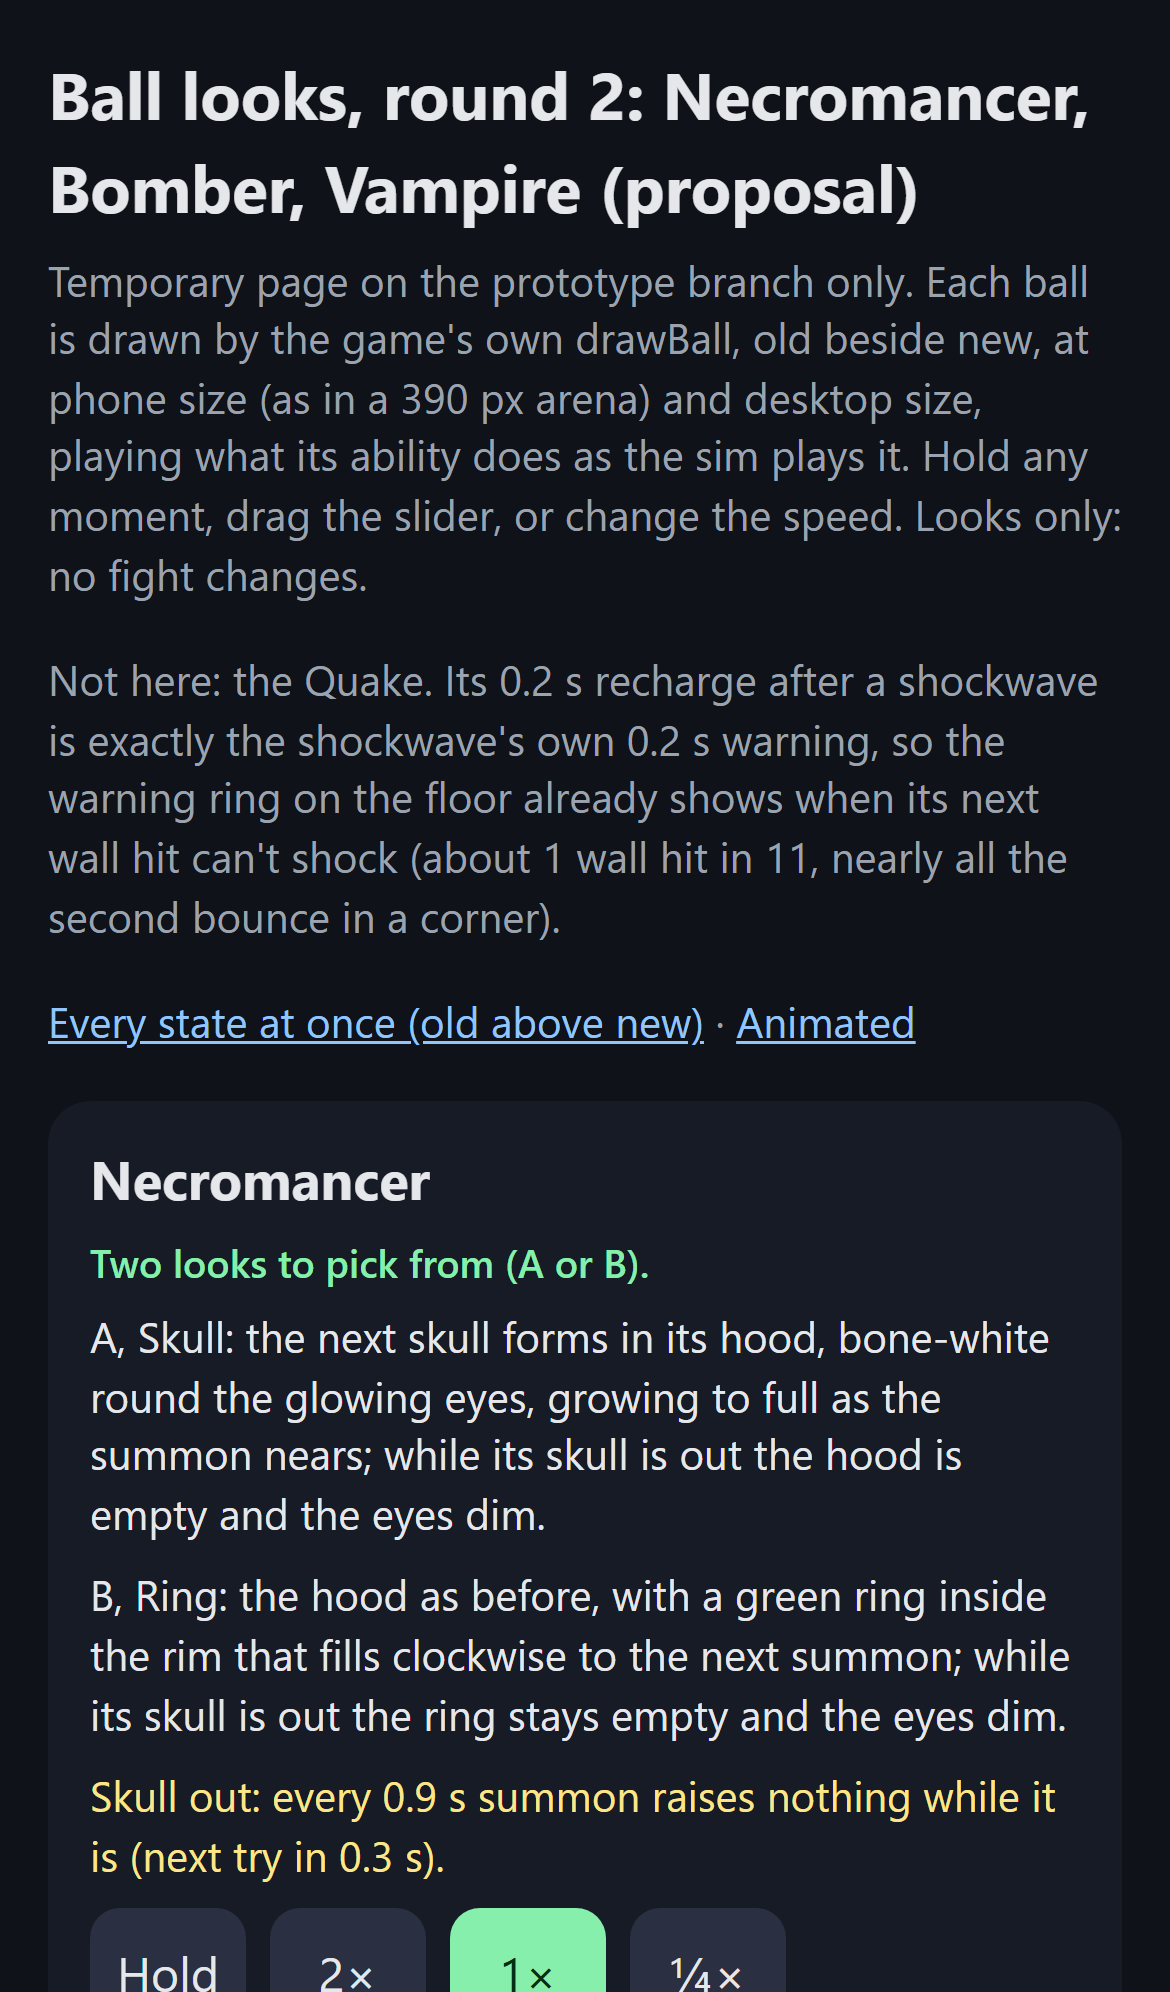 Ball looks, round 2: Necromancer,
Bomber, Vampire (proposal)
Temporary page on the prototype branch only. Each ball
is drawn by the game's own drawBall, old beside new, at
phone size (as in a 390 px arena) and desktop size,
playing what its ability does as the sim plays it. Hold any
moment, drag the slider, or change the speed. Looks only:
no fight changes.
Not here: the Quake. Its 0.2 s recharge after a shockwave
is exactly the shockwave's own 0.2 s warning, so the
warning ring on the floor already shows when its next
wall hit can't shock (about 1 wall hit in 11, nearly all the
second bounce in a corner).
Every state at once (old above new) · Animated
Necromancer
Two looks to pick from (A or B).
A, Skull: the next skull forms in its hood, bone-white
round the glowing eyes, growing to full as the
summon nears; while its skull is out the hood is
empty and the eyes dim.
B, Ring: the hood as before, with a green ring inside
the rim that fills clockwise to the next summon; while
its skull is out the ring stays empty and the eyes dim.
Skull out: every 0.9 s summon raises nothing while it
is (next try in 0.3 s).
Hold 2× 1× ¼×